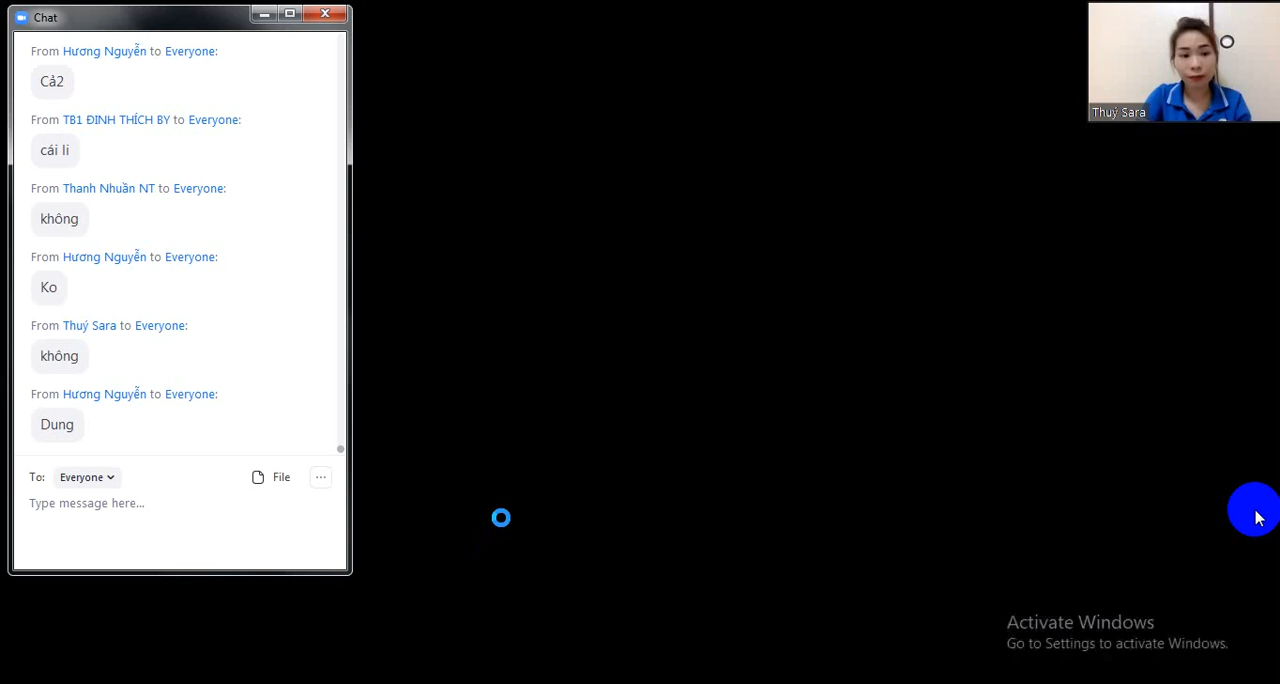 Chat
From Hương Nguyễn to Everyone:
Cả2
From TB1 ĐINH THÍCH BY to Everyone:
cái li
From Thanh Nhuần NT to Everyone:
không
From Hương Nguyễn to Everyone:
Ko
From Thuý Sara to Everyone:
không
From Hương Nguyễn to Everyone:
Dung
To: Everyone File ...
Type message here...
Thuý Sara
Activate Windows
Go to Settings to activate Windows.